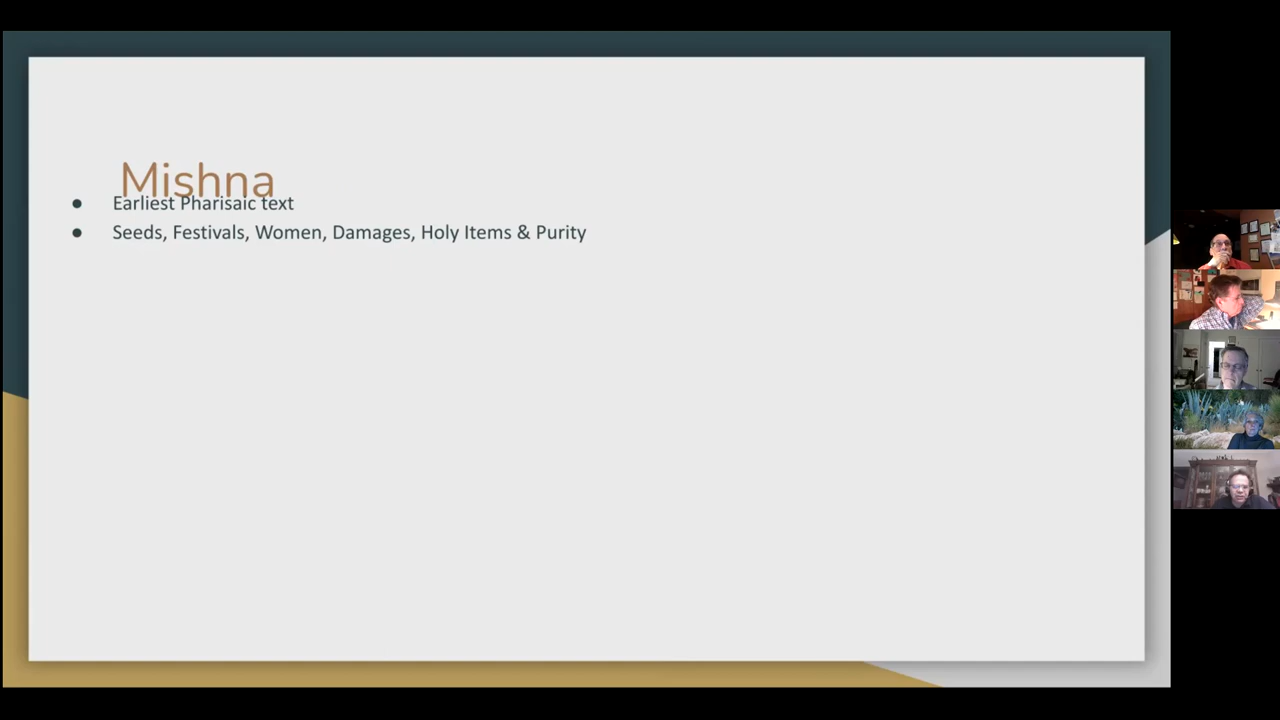 Mishna
● Earliest Pharisaic text
● Seeds, Festivals, Women, Damages, Holy Items & Purity